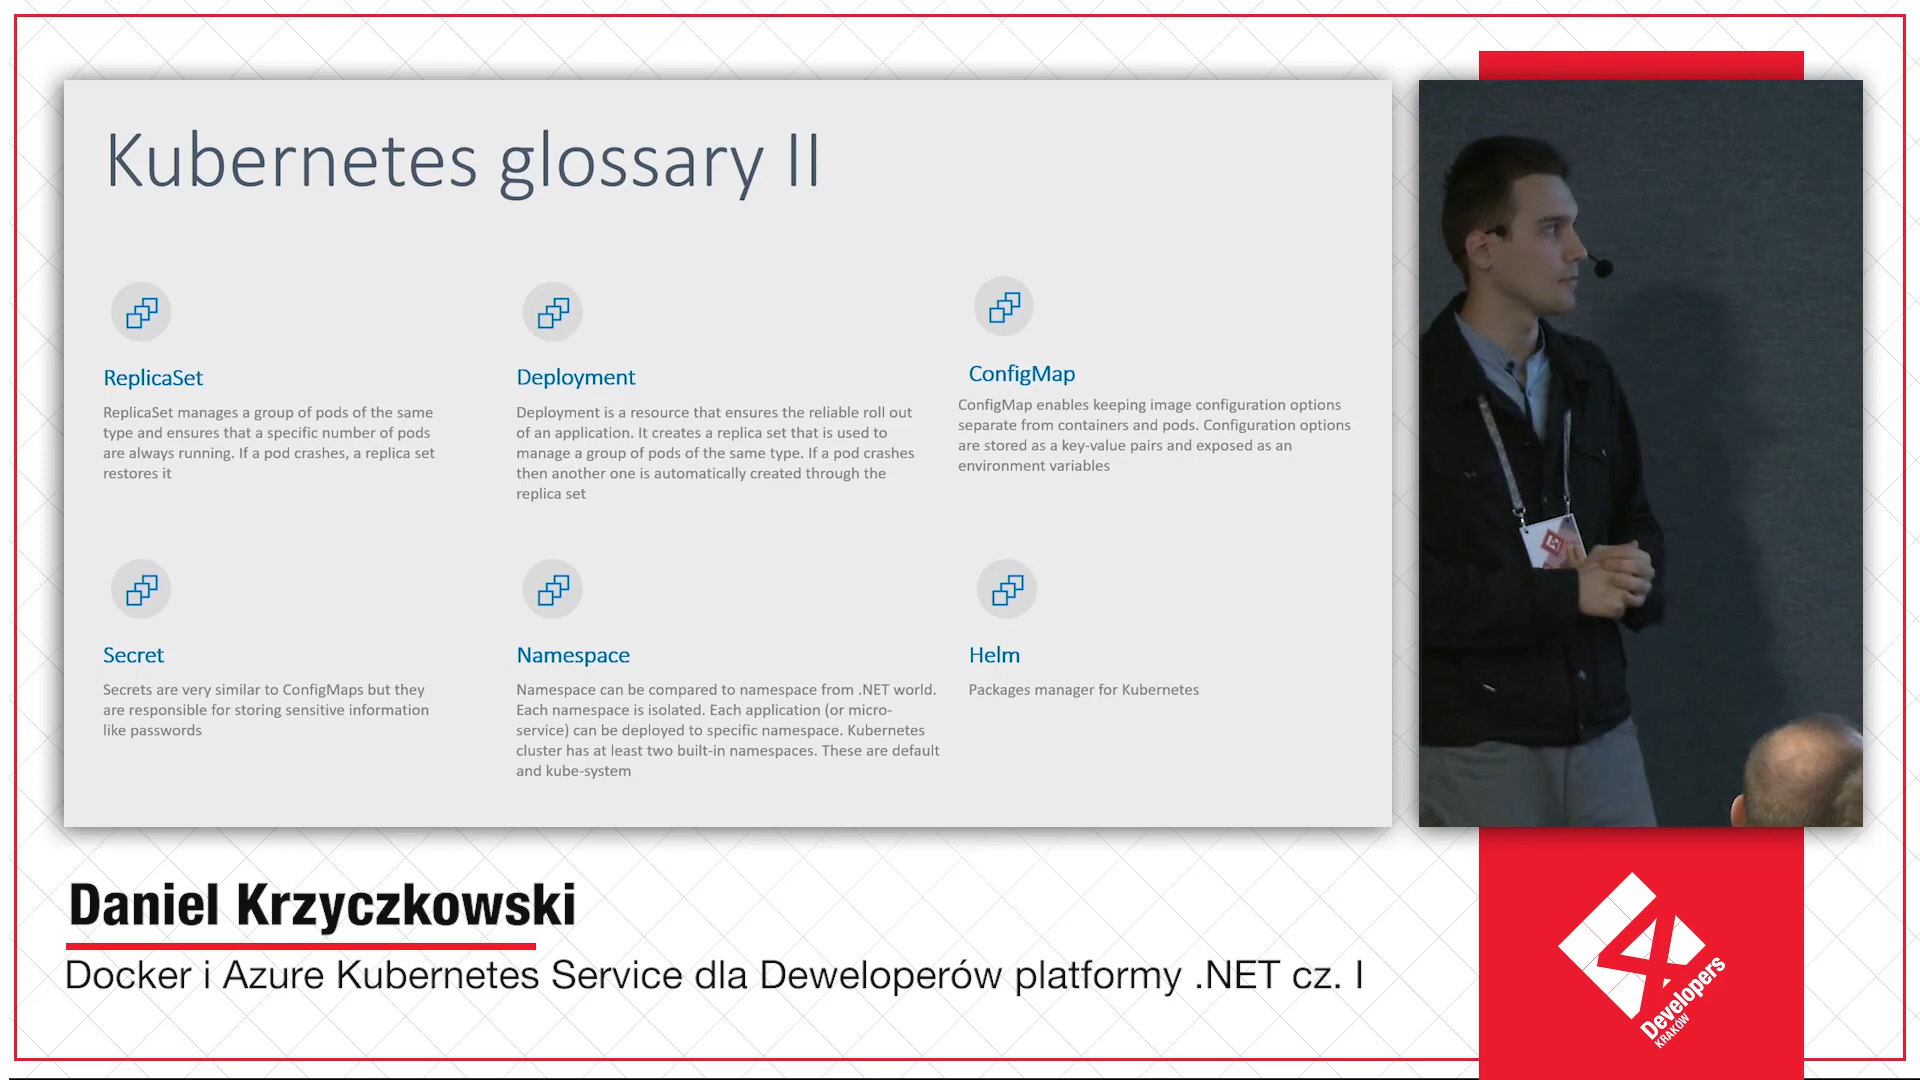 Kubernetes glossary II
ReplicaSet
ReplicaSet manages a group of pods of the same
type and ensures that a specific number of pods
are always running. If a pod crashes, a replica set
restores it
Deployment
Deployment is a resource that ensures the reliable roll out
of an application. It creates a replica set that is used to
manage a group of pods of the same type. If a pod crashes
then another one is automatically created through the
replica set
ConfigMap
ConfigMap enables keeping image configuration options
separate from containers and pods. Configuration options
are stored as a key-value pairs and exposed as an
environment variables
Secret
Secrets are very similar to ConfigMaps but they
are responsible for storing sensitive information
like passwords
Namespace
Namespace can be compared to namespace from .NET world.
Each namespace is isolated. Each application (or micro-
service) can be deployed to specific namespace. Kubernetes
cluster has at least two built-in namespaces. These are default
and kube-system
Helm
Packages manager for Kubernetes
Daniel Krzyczkowski
Docker i Azure Kubernetes Service dla Deweloperów platformy .NET cz. I
4
Developers
KRAKÓW